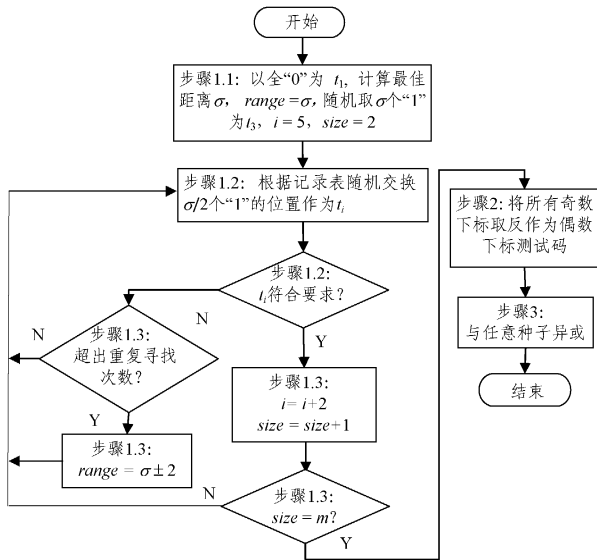 开始
步骤1.1: 以全“0”为 t1, 计算最佳
距离σ, range =σ, 随机取σ个“1”
为t3, i = 5, size = 2
步骤1.2: 根据记录表随机交换
σ/2个“1”的位置作为ti
步骤1.2:
ti符合要求?
N
Y
步骤1.3:
超出重复寻找
次数?
N
Y
步骤1.3:
range = σ±2
步骤1.3:
i= i+2
size = size+1
步骤1.3:
size = m?
N
Y
步骤2: 将所有奇数
下标取反作为偶数
下标测试码
步骤3:
与任意种子异或
结束